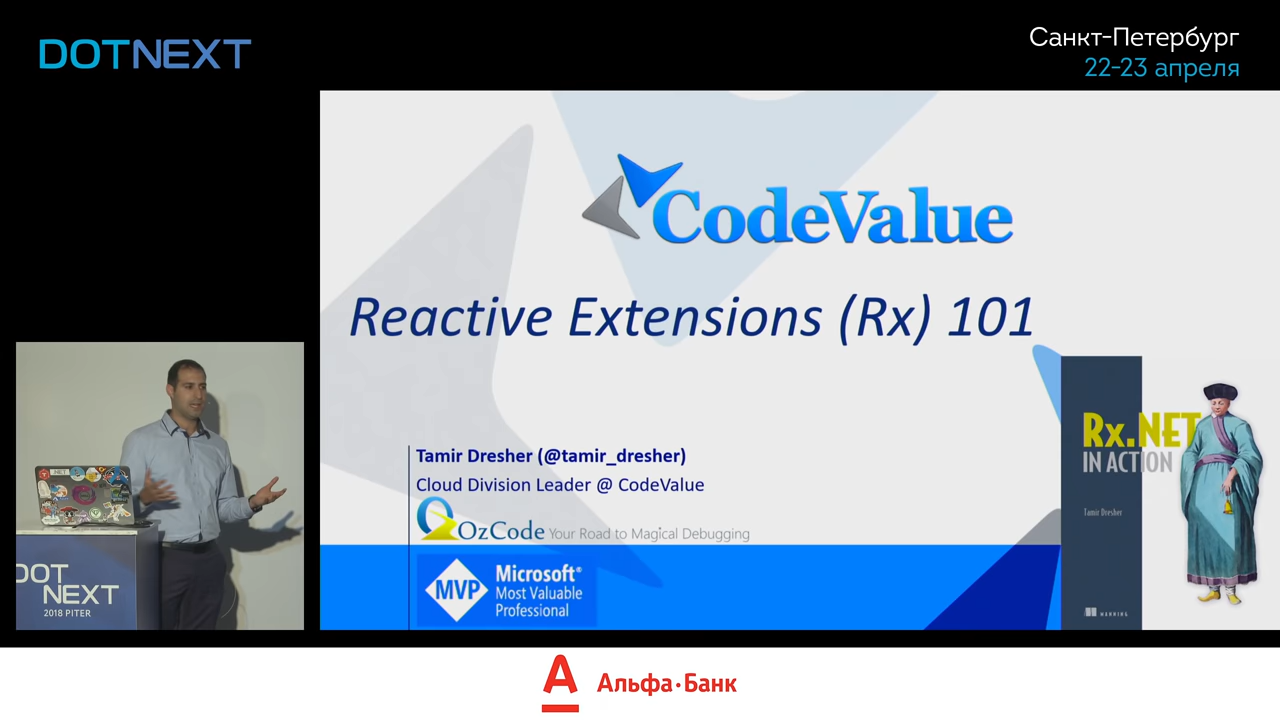 DOTNEXT
Санкт-Петербург
22-23 апреля
CodeValue
Reactive Extensions (Rx) 101
Tamir Dresher (@tamir_dresher)
Cloud Division Leader @ CodeValue
OzCode Your Road to Magical Debugging
MVP
Microsoft®
Most Valuable
Professional
Rx.NET
IN ACTION
Tamir Dresher
MANNING
DOT
NEXT
2018 PITER
.NET
Альфа·Банк